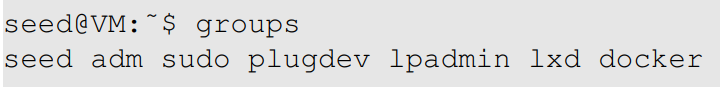 seed@VM:~$ groups
seed adm sudo plugdev lpadmin lxd docker